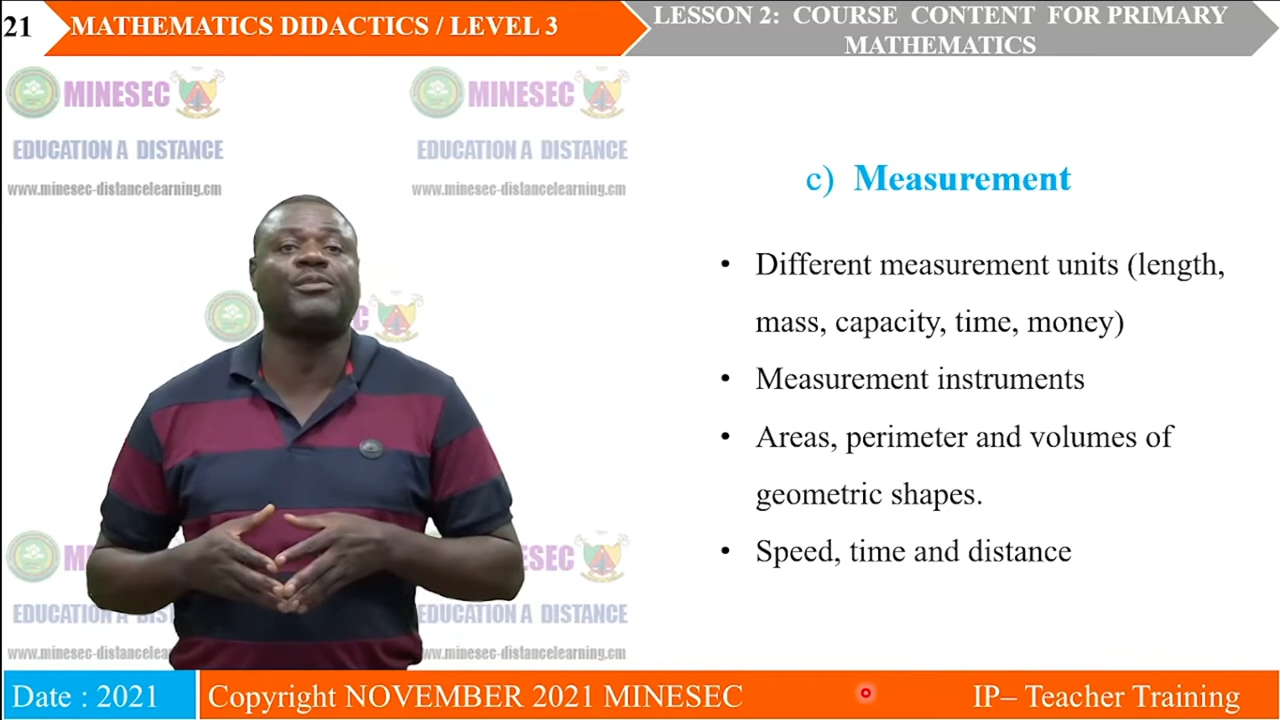 21
MATHEMATICS DIDACTICS / LEVEL 3
LESSON 2: COURSE CONTENT FOR PRIMARY
MATHEMATICS
MINESEC
EDUCATION A DISTANCE
www.minesec-distancelearning.cm
MINESEC
EDUCATION A DISTANCE
www.minesec-distancelearning.cm
c) Measurement
• Different measurement units (length,
mass, capacity, time, money)
• Measurement instruments
• Areas, perimeter and volumes of
geometric shapes.
• Speed, time and distance
EDUCATION A DISTANCE
Date : 2021
Copyright NOVEMBER 2021 MINESEC
IP– Teacher Training